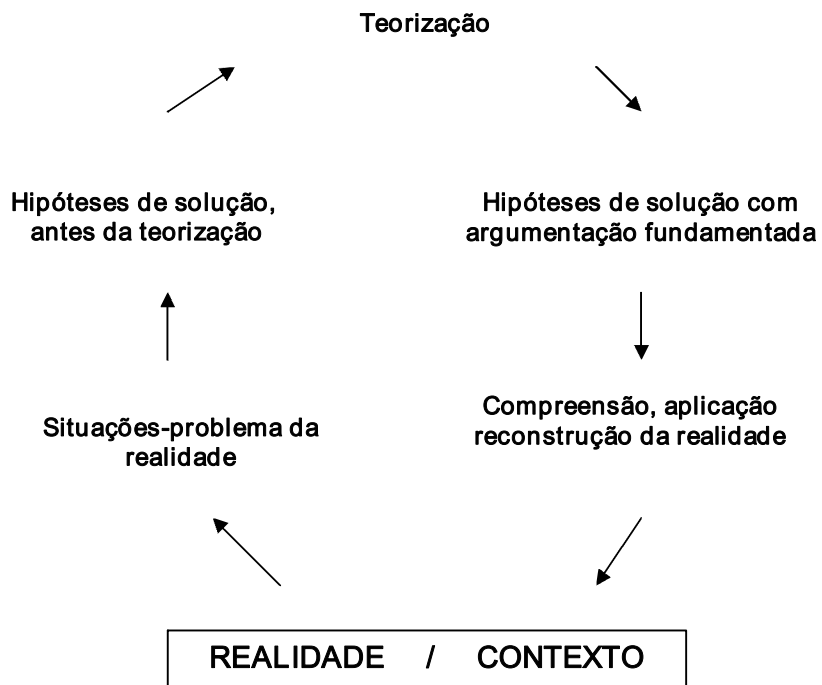 Teorização
Hipóteses de solução,
antes da teorização
Hipóteses de solução com
argumentação fundamentada
Situações-problema da
realidade
Compreensão, aplicação
reconstrução da realidade
REALIDADE / CONTEXTO